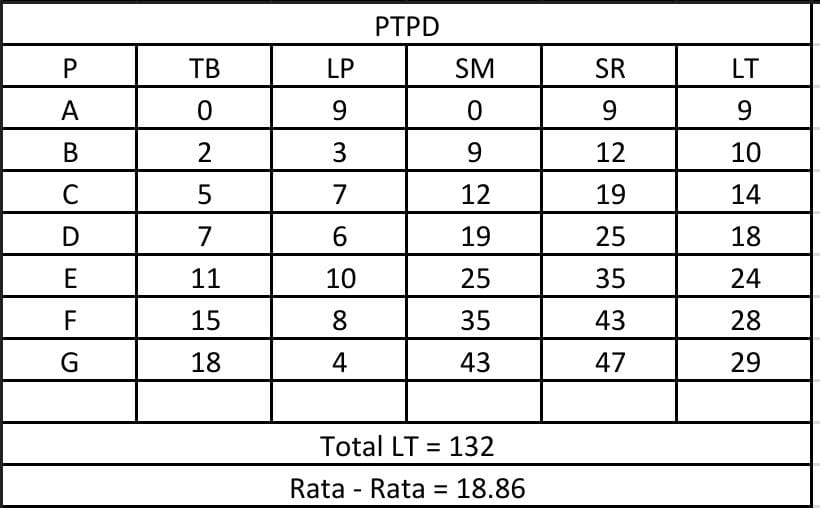 PTPD
P TB LP SM SR LT
A 0 9 0 9 9
B 2 3 9 12 10
C 5 7 12 19 14
D 7 6 19 25 18
E 11 10 25 35 24
F 15 8 35 43 28
G 18 4 43 47 29
Total LT = 132
Rata - Rata = 18.86